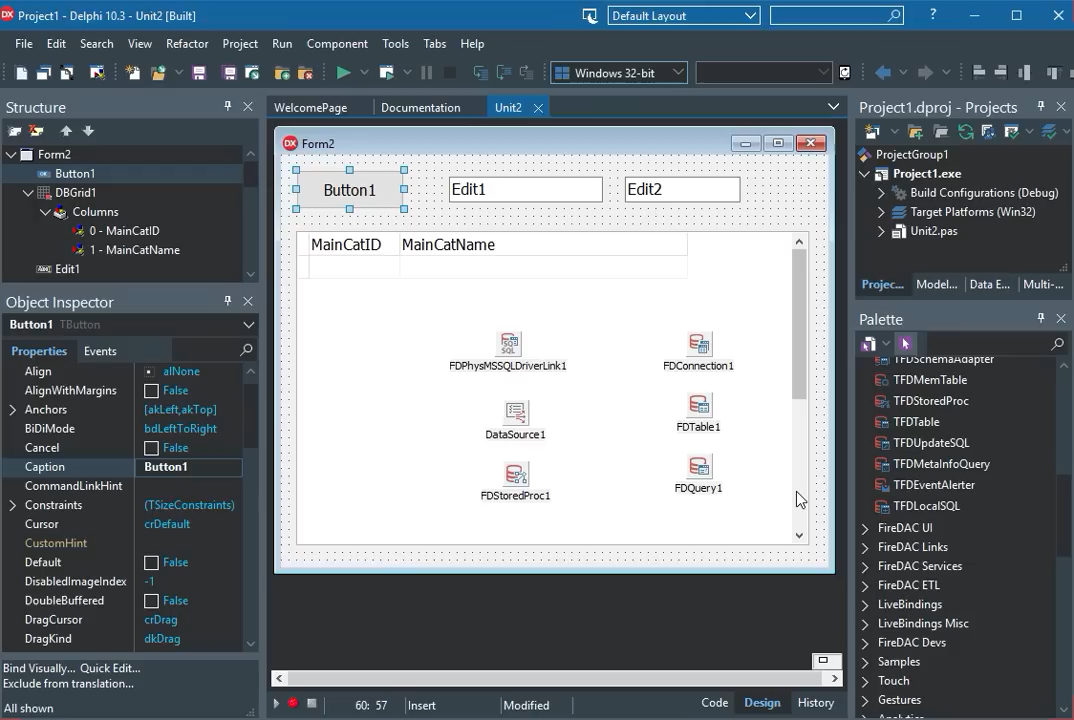 Project1 - Delphi 10.3 - Unit2 [Built]
Default Layout
?
File Edit Search View Refactor Project Run Component Tools Tabs Help
Windows 32-bit
Structure
Form2
Button1
DBGrid1
Columns
0 - MainCatID
1 - MainCatName
Edit1
Object Inspector
Button1 TButton
Properties Events
Align alNone
AlignWithMargins False
Anchors [akLeft,akTop]
BiDiMode bdLeftToRight
Cancel False
Caption Button1
CommandLinkHint
Constraints (TSizeConstraints)
Cursor crDefault
CustomHint
Default False
DisabledImageIndex -1
DoubleBuffered False
DragCursor crDrag
DragKind dkDrag
Bind Visually... Quick Edit...
Exclude from translation...
All shown
WelcomePage Documentation Unit2
Form2
Button1 Edit1 Edit2
MainCatID MainCatName
FDPhysMSSQLDriverLink1 FDConnection1
DataSource1 FDTable1
FDStoredProc1 FDQuery1
60: 57 Insert Modified Code Design History
Project1.dproj - Projects
ProjectGroup1
Project1.exe
Build Configurations (Debug)
Target Platforms (Win32)
Unit2.pas
Projec... Model... Data E... Multi-...
Palette
TFDSchemaAdapter
TFDMemTable
TFDStoredProc
TFDTable
TFDUpdateSQL
TFDMetaInfoQuery
TFDEventAlerter
TFDLocalSQL
FireDAC UI
FireDAC Links
FireDAC Services
FireDAC ETL
LiveBindings
LiveBindings Misc
FireDAC Devs
Samples
Touch
Gestures
Analytics